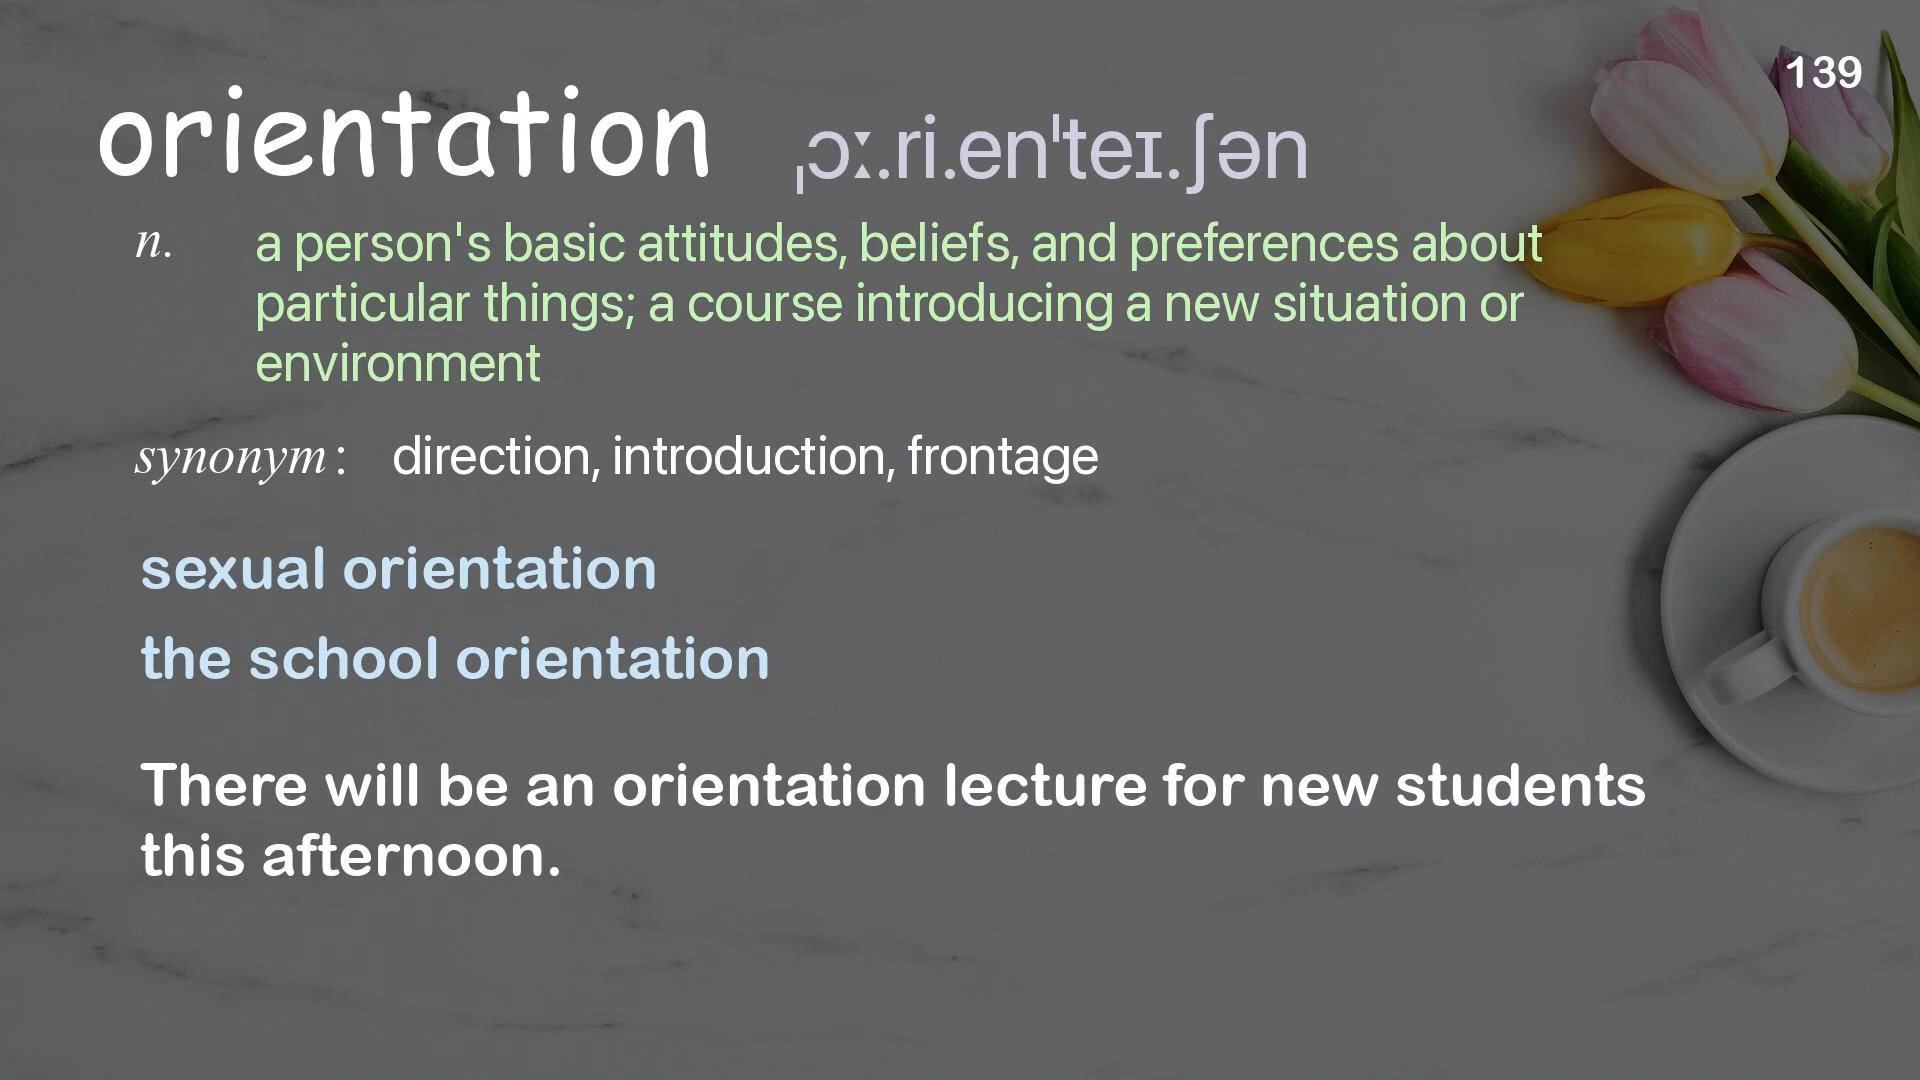 139
orientation ˌɔː.ri.enˈteɪ.ʃən
n. a person's basic attitudes, beliefs, and preferences about
particular things; a course introducing a new situation or
environment
synonym : direction, introduction, frontage
sexual orientation
the school orientation
There will be an orientation lecture for new students
this afternoon.